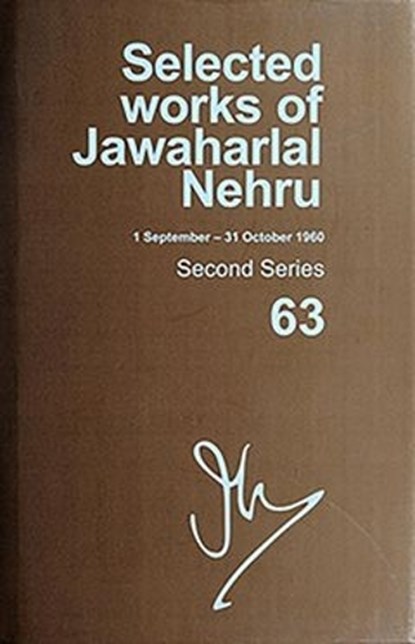 Selected
works of
Jawaharlal
Nehru
1 September – 31 October 1960
Second Series
63